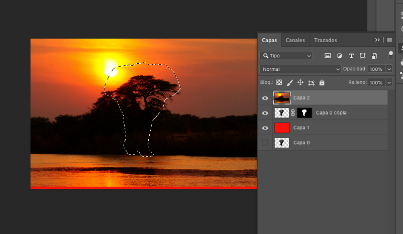 Capas Canales Trazados
Tipo
Normal Opacidad: 100%
Bloq.: Relleno: 100%
Capa 2
Capa 0 copia
Capa 1
Capa 0